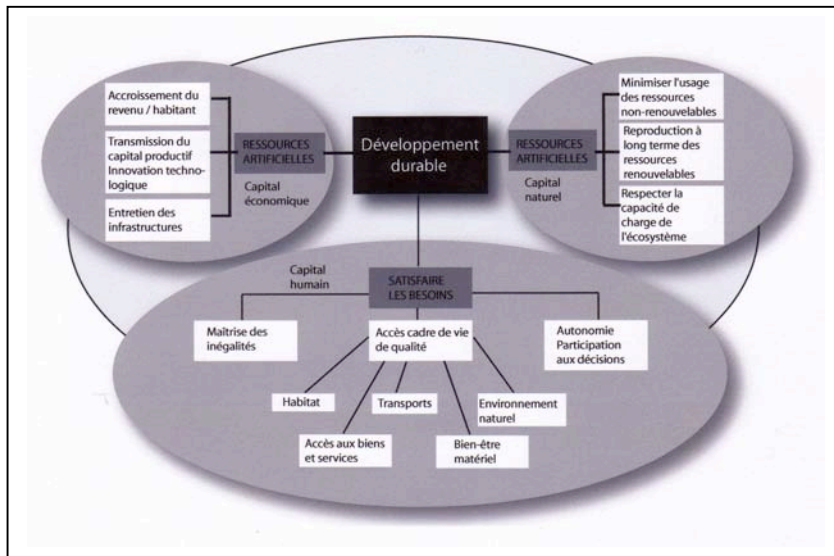 Développement
durable
RESSOURCES
ARTIFICIELLES
Capital
économique
Accroissement du
revenu / habitant
Transmission du
capital productif
Innovation techno-
logique
Entretien des
infrastructures
RESSOURCES
ARTIFICIELLES
Capital
naturel
Minimiser l'usage
des ressources
non-renouvelables
Reproduction à
long terme des
ressources
renouvelables
Respecter la
capacité de
charge de
l'écosystème
Capital
humain
SATISFAIRE
LES BESOINS
Maîtrise des
inégalités
Accès cadre de vie
de qualité
Autonomie
Participation
aux décisions
Habitat
Transports
Environnement
naturel
Accès aux biens
et services
Bien-être
matériel